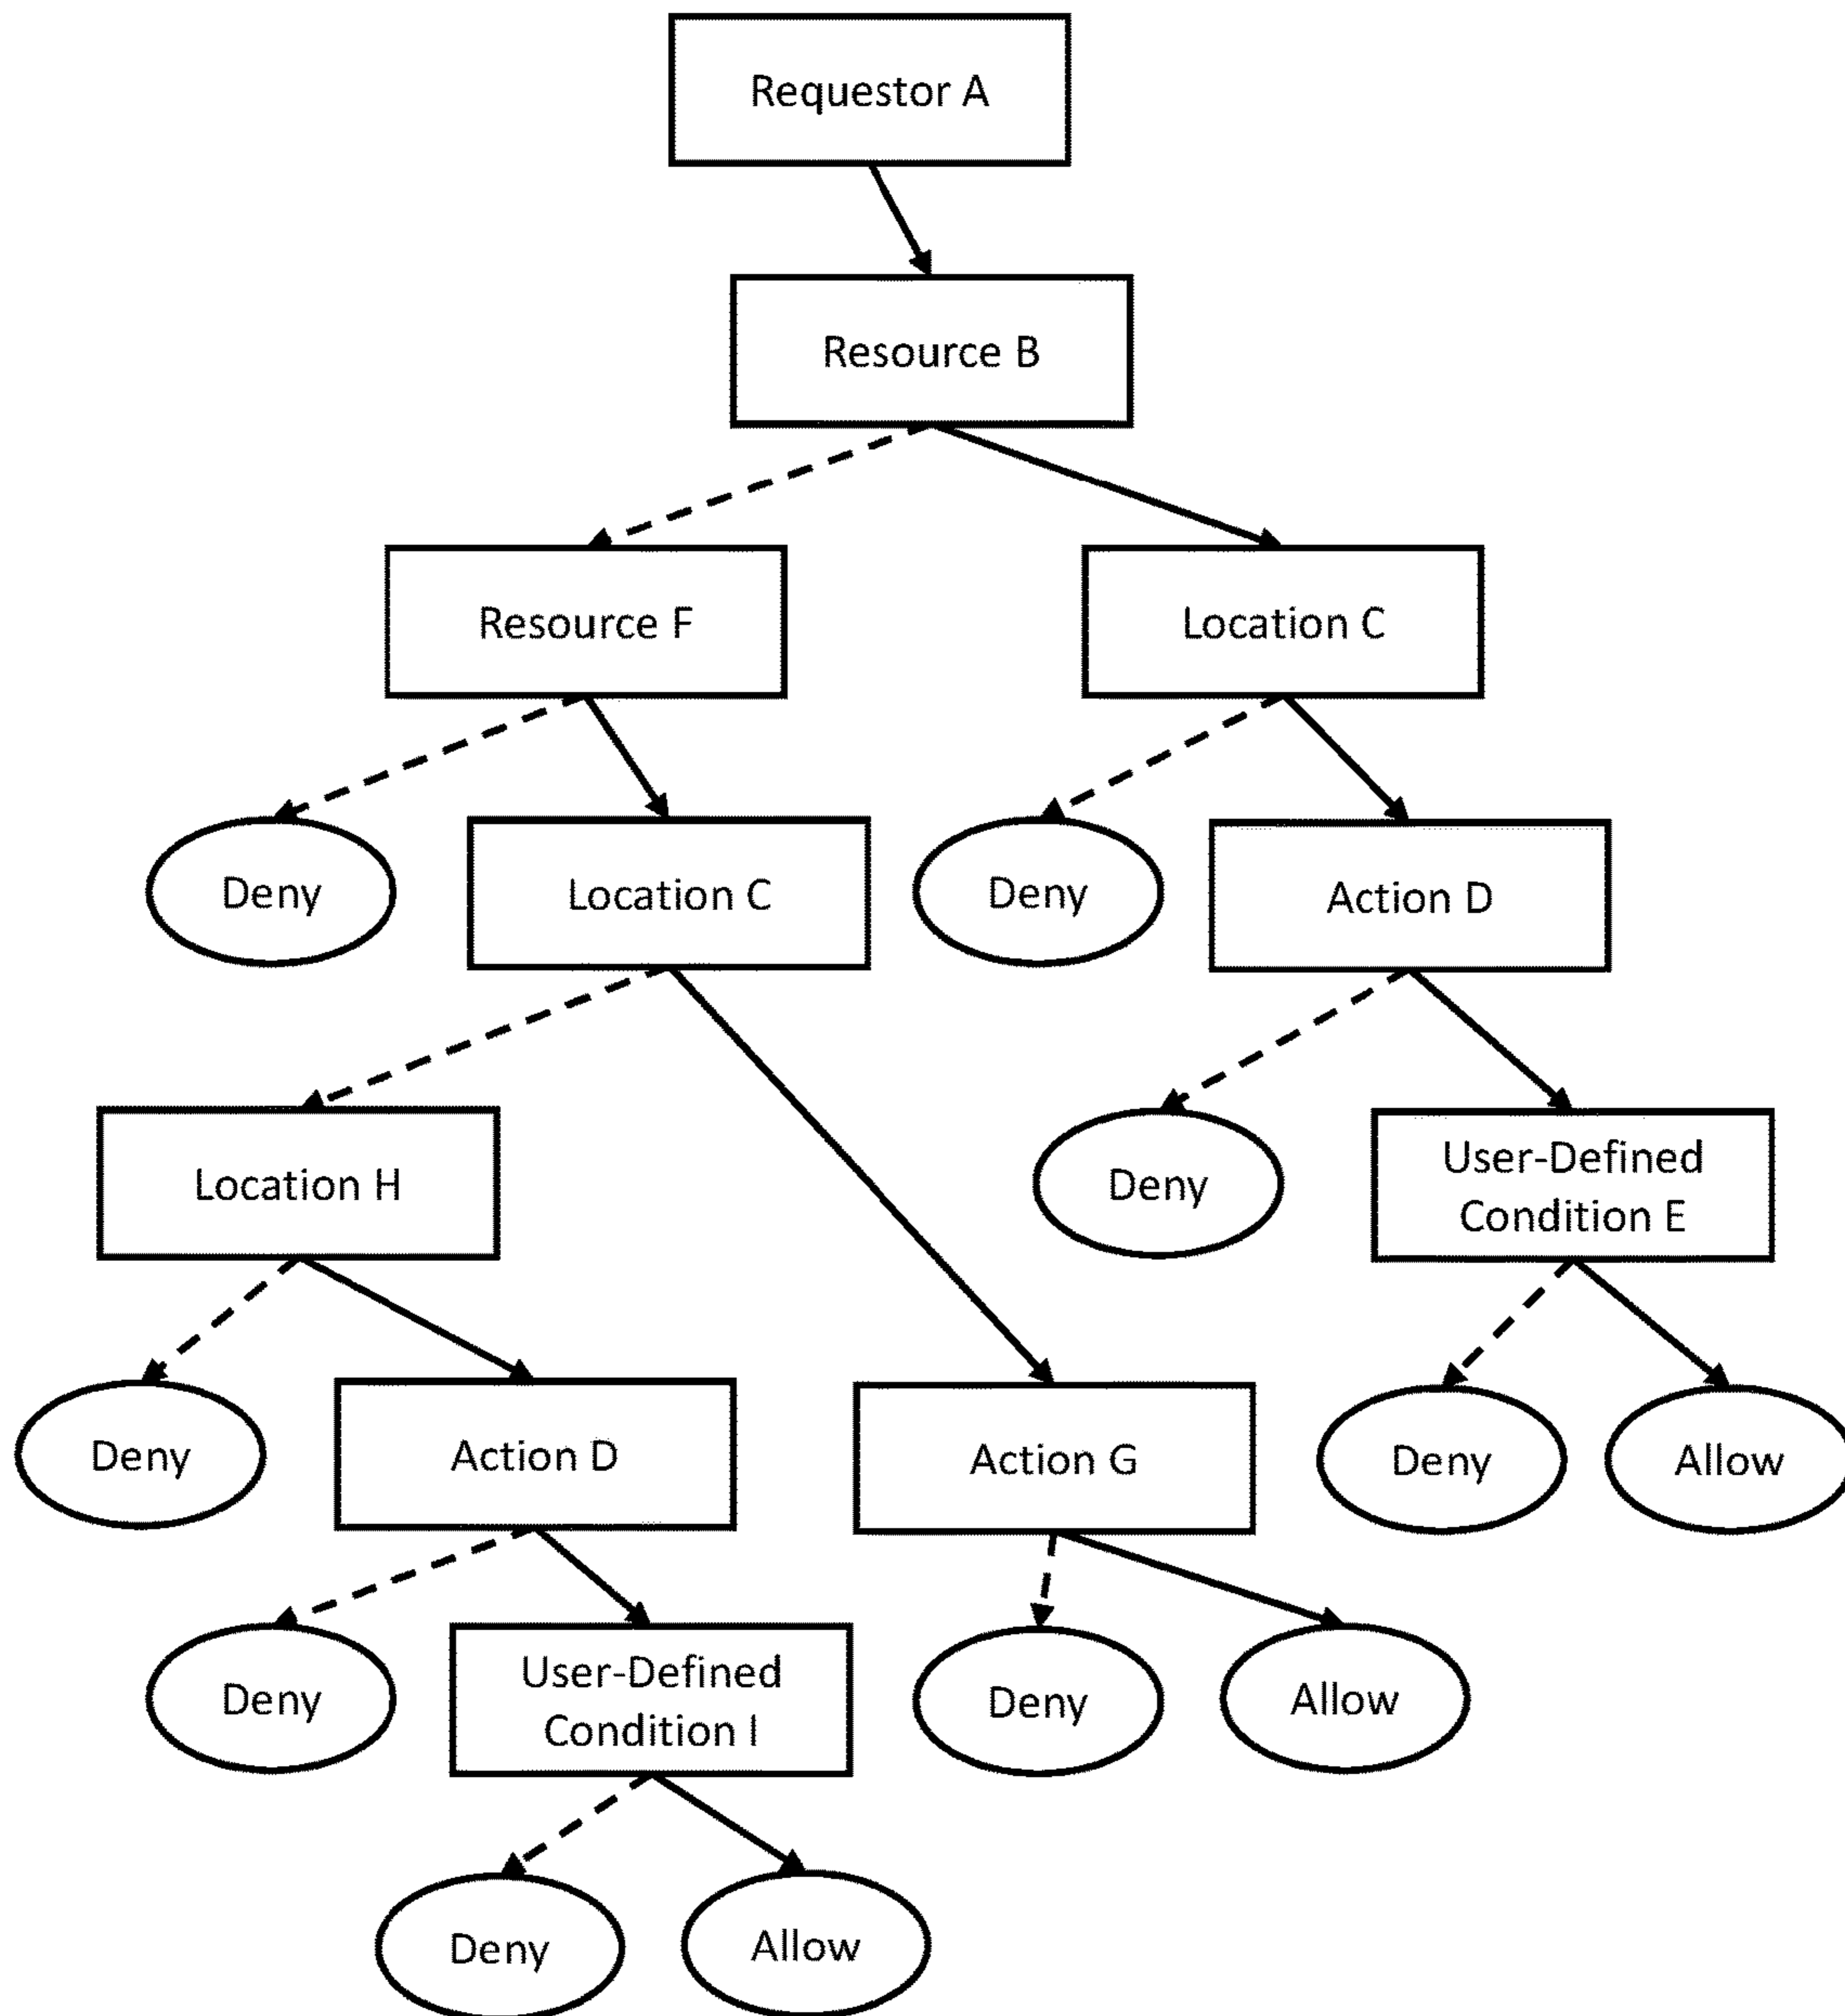 Requestor A
Resource B
Resource F
Location C
Deny
Location C
Deny
Action D
Location H
Deny
User-Defined
Condition E
Deny
Action D
Action G
Deny
Allow
Deny
User-Defined
Condition I
Deny
Allow
Deny
Allow